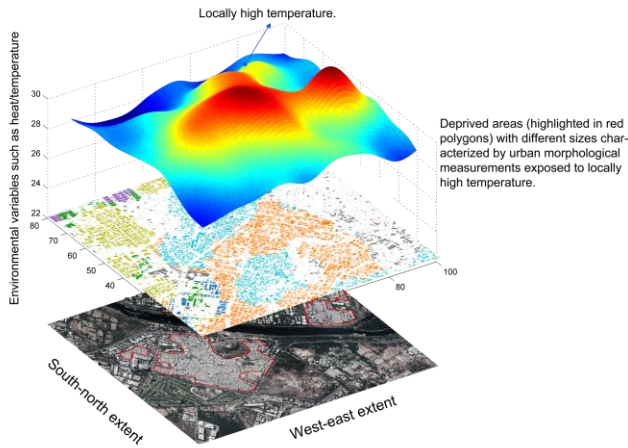 Locally high temperature.
Environmental variables such as heat/temperature
30
28
26
24
22
80
70
60
50
40
80
100
Deprived areas (highlighted in red
polygons) with different sizes char-
acterized by urban morphological
measurements exposed to locally
high temperature.
South-north extent
West-east extent